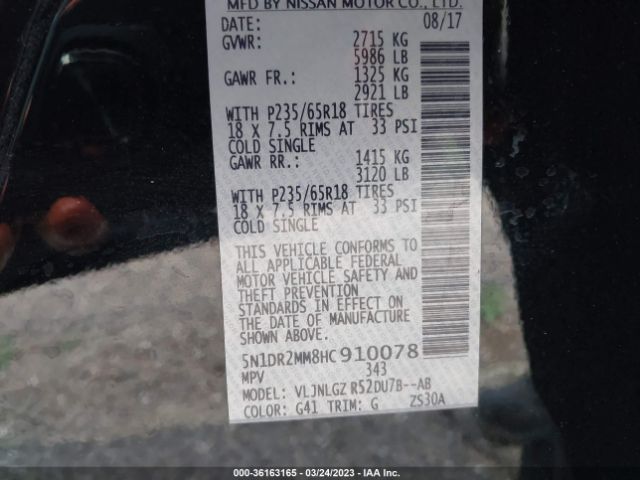 MFD BY NISSAN MOTOR CO., LTD.
DATE: 08/17
GVWR: 2715 KG
5986 LB
GAWR FR.: 1325 KG
2921 LB
WITH P235/65R18 TIRES
18 X 7.5 RIMS AT 33 PSI
COLD SINGLE
GAWR RR.: 1415 KG
3120 LB
WITH P235/65R18 TIRES
18 X 7.5 RIMS AT 33 PSI
COLD SINGLE
THIS VEHICLE CONFORMS TO
ALL APPLICABLE FEDERAL
MOTOR VEHICLE SAFETY AND
THEFT PREVENTION
STANDARDS IN EFFECT ON
THE DATE OF MANUFACTURE
SHOWN ABOVE.
5N1DR2MM8HC910078
MPV 343
MODEL: VLJNLGZ R52DU7B--AB
COLOR: G41 TRIM: G ZS30A
000-36163165 - 03/24/2023 - IAA Inc.